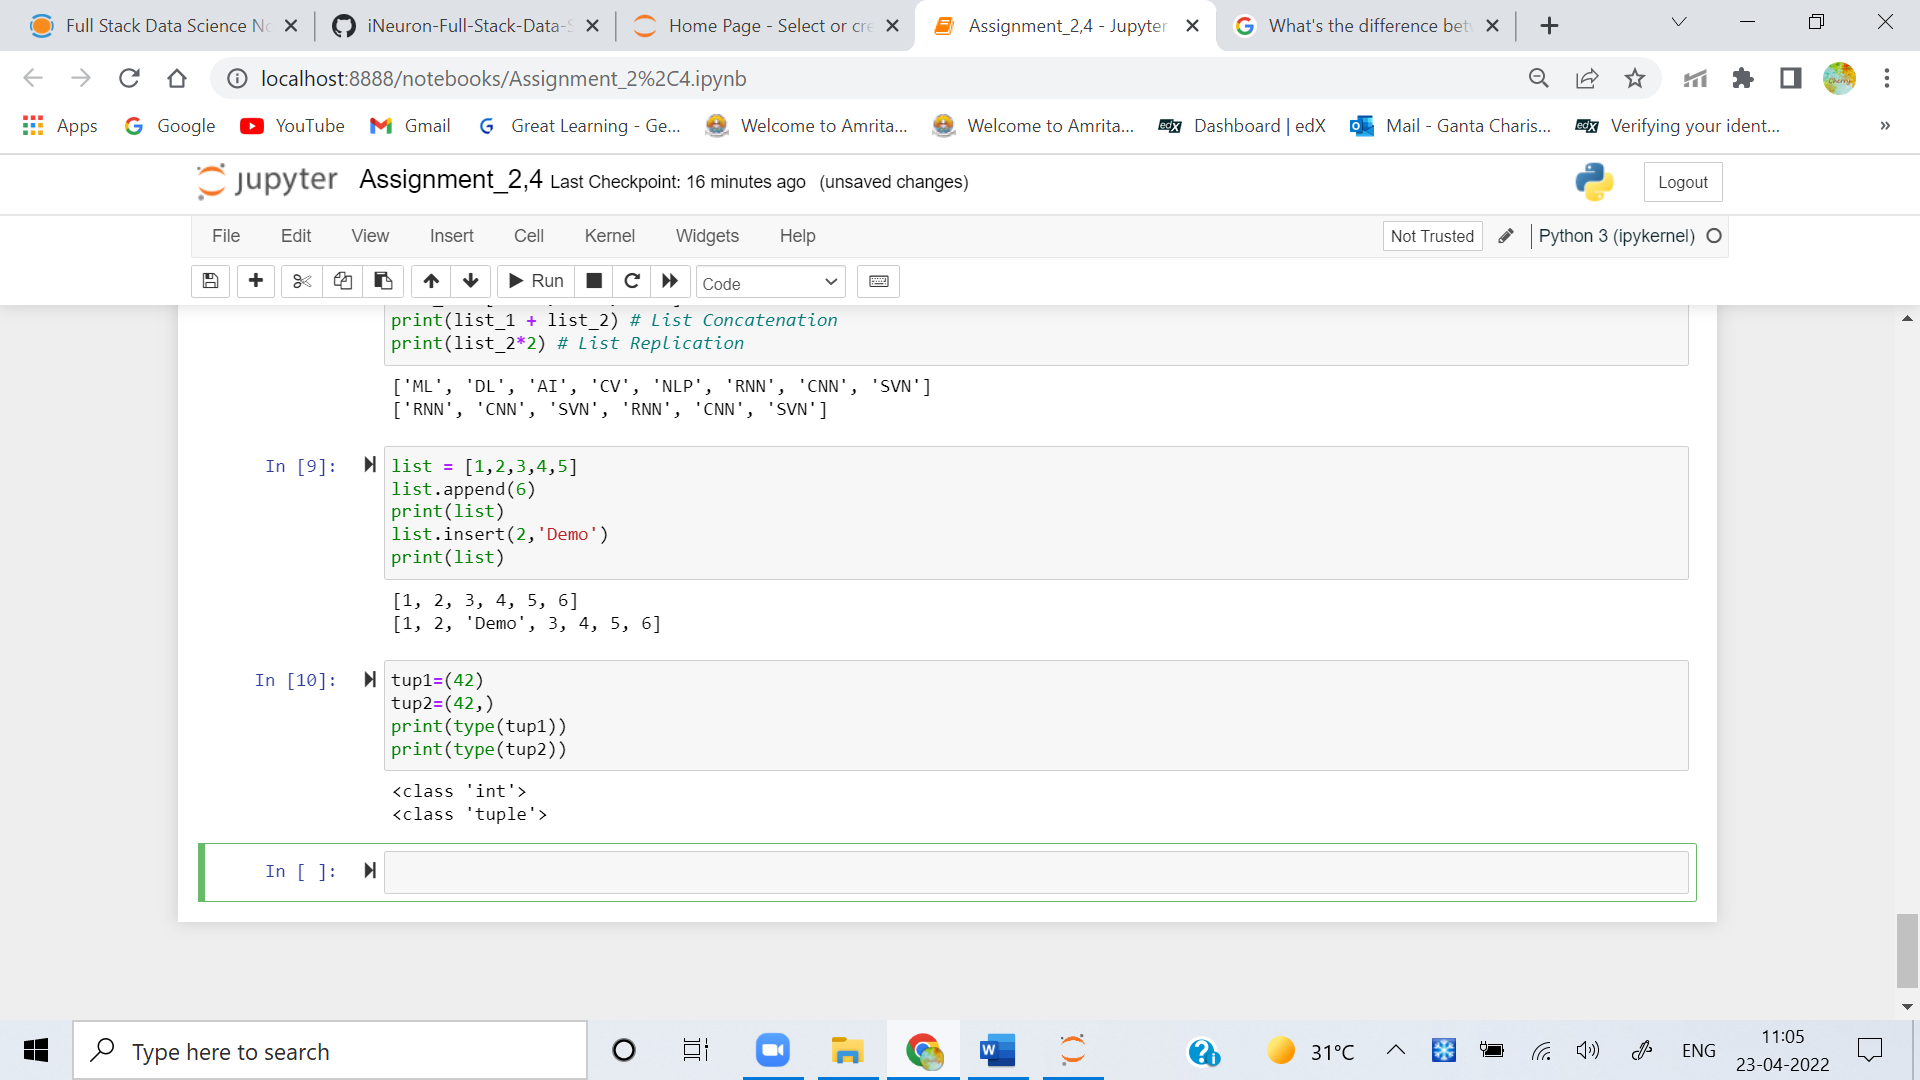 Full Stack Data Science No
iNeuron-Full-Stack-Data-S
Home Page - Select or cre
Assignment_2,4 - Jupyter
What's the difference betw
localhost:8888/notebooks/Assignment_2%2C4.ipynb
Apps
Google
YouTube
Gmail
Great Learning - Ge...
Welcome to Amrita...
Welcome to Amrita...
Dashboard | edX
Mail - Ganta Charis...
Verifying your ident...
»
jupyter Assignment_2,4 Last Checkpoint: 16 minutes ago (unsaved changes)
Logout
File Edit View Insert Cell Kernel Widgets Help
Not Trusted
Python 3 (ipykernel)
Run
Code
print(list_1 + list_2) # List Concatenation
print(list_2*2) # List Replication
['ML', 'DL', 'AI', 'CV', 'NLP', 'RNN', 'CNN', 'SVN']
['RNN', 'CNN', 'SVN', 'RNN', 'CNN', 'SVN']
In [9]:
list = [1,2,3,4,5]
list.append(6)
print(list)
list.insert(2,'Demo')
print(list)
[1, 2, 3, 4, 5, 6]
[1, 2, 'Demo', 3, 4, 5, 6]
In [10]:
tup1=(42)
tup2=(42,)
print(type(tup1))
print(type(tup2))
<class 'int'>
<class 'tuple'>
In [ ]:
Type here to search
31°C
ENG
11:05
23-04-2022